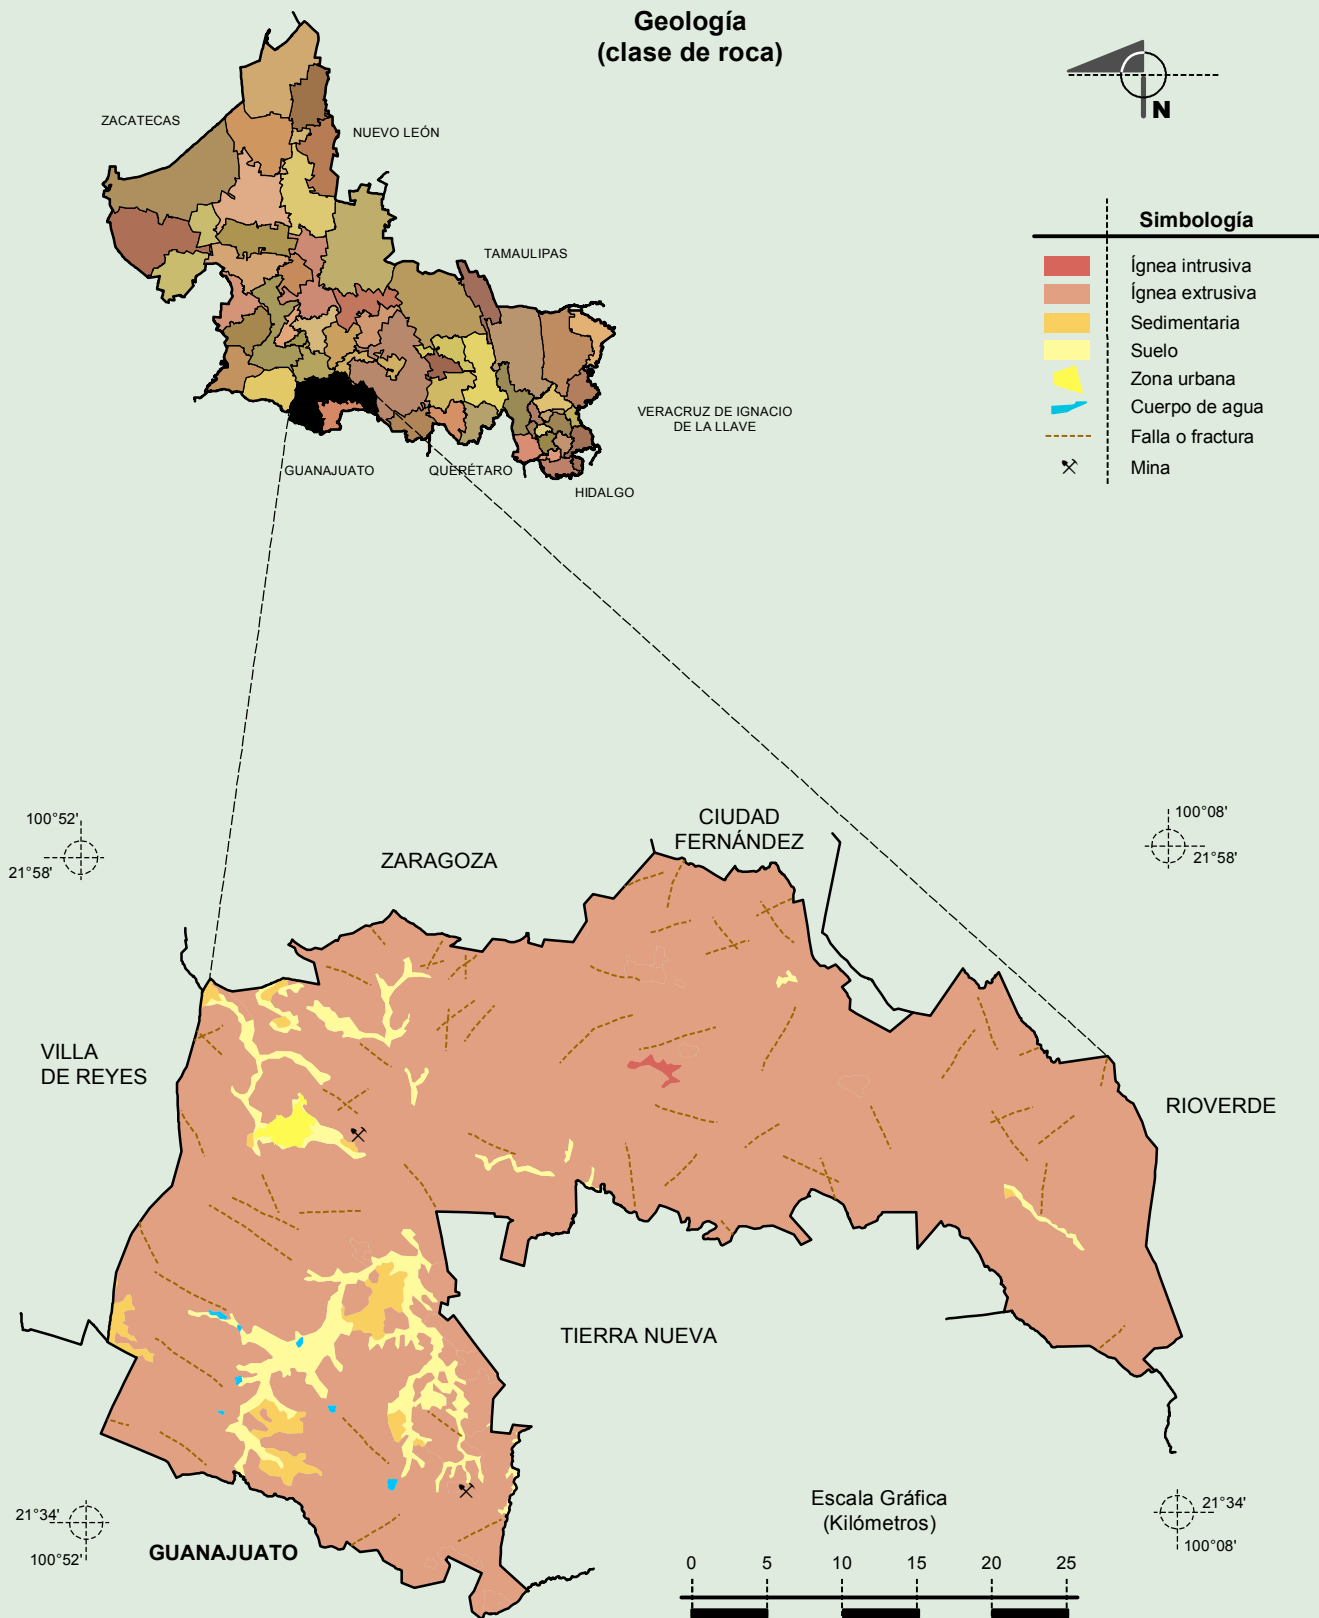 Geología
(clase de roca)
N
ZACATECAS
NUEVO LEÓN
TAMAULIPAS
VERACRUZ DE IGNACIO
DE LA LLAVE
GUANAJUATO
QUERÉTARO
HIDALGO
Simbología
Ígnea intrusiva
Ígnea extrusiva
Sedimentaria
Suelo
Zona urbana
Cuerpo de agua
Falla o fractura
Mina
100°52'
21°58'
100°08'
21°58'
CIUDAD
FERNÁNDEZ
ZARAGOZA
VILLA
DE REYES
RIOVERDE
TIERRA NUEVA
GUANAJUATO
21°34'
100°52'
21°34'
100°08'
Escala Gráfica
(Kilómetros)
0 5 10 15 20 25